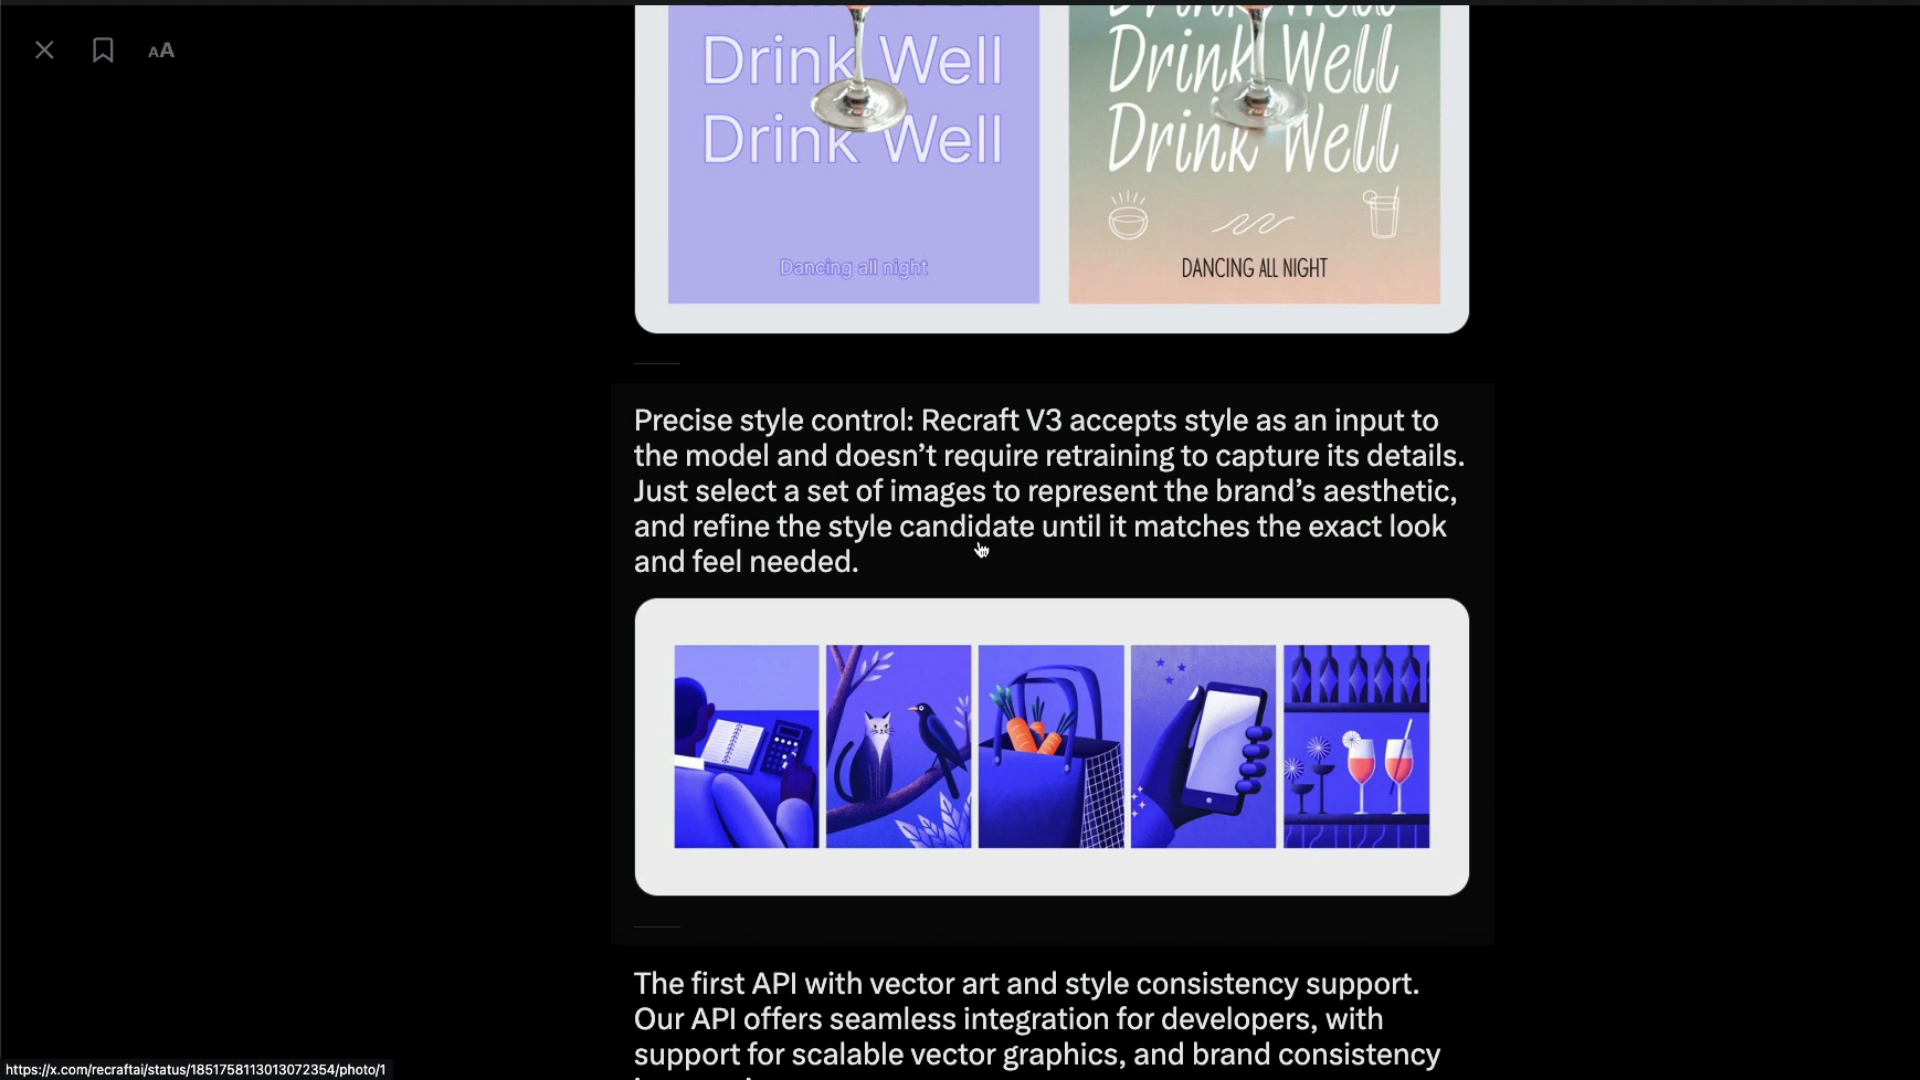 Drink Well
Drink Well
Drink Well
Drink Well
Drink Well
Dancing all night
DANCING ALL NIGHT
AA
Precise style control: Recraft V3 accepts style as an input to
the model and doesn’t require retraining to capture its details.
Just select a set of images to represent the brand’s aesthetic,
and refine the style candidate until it matches the exact look
and feel needed.
The first API with vector art and style consistency support.
Our API offers seamless integration for developers, with
support for scalable vector graphics, and brand consistency
https://x.com/recraftai/status/1851758113013072354/photo/1